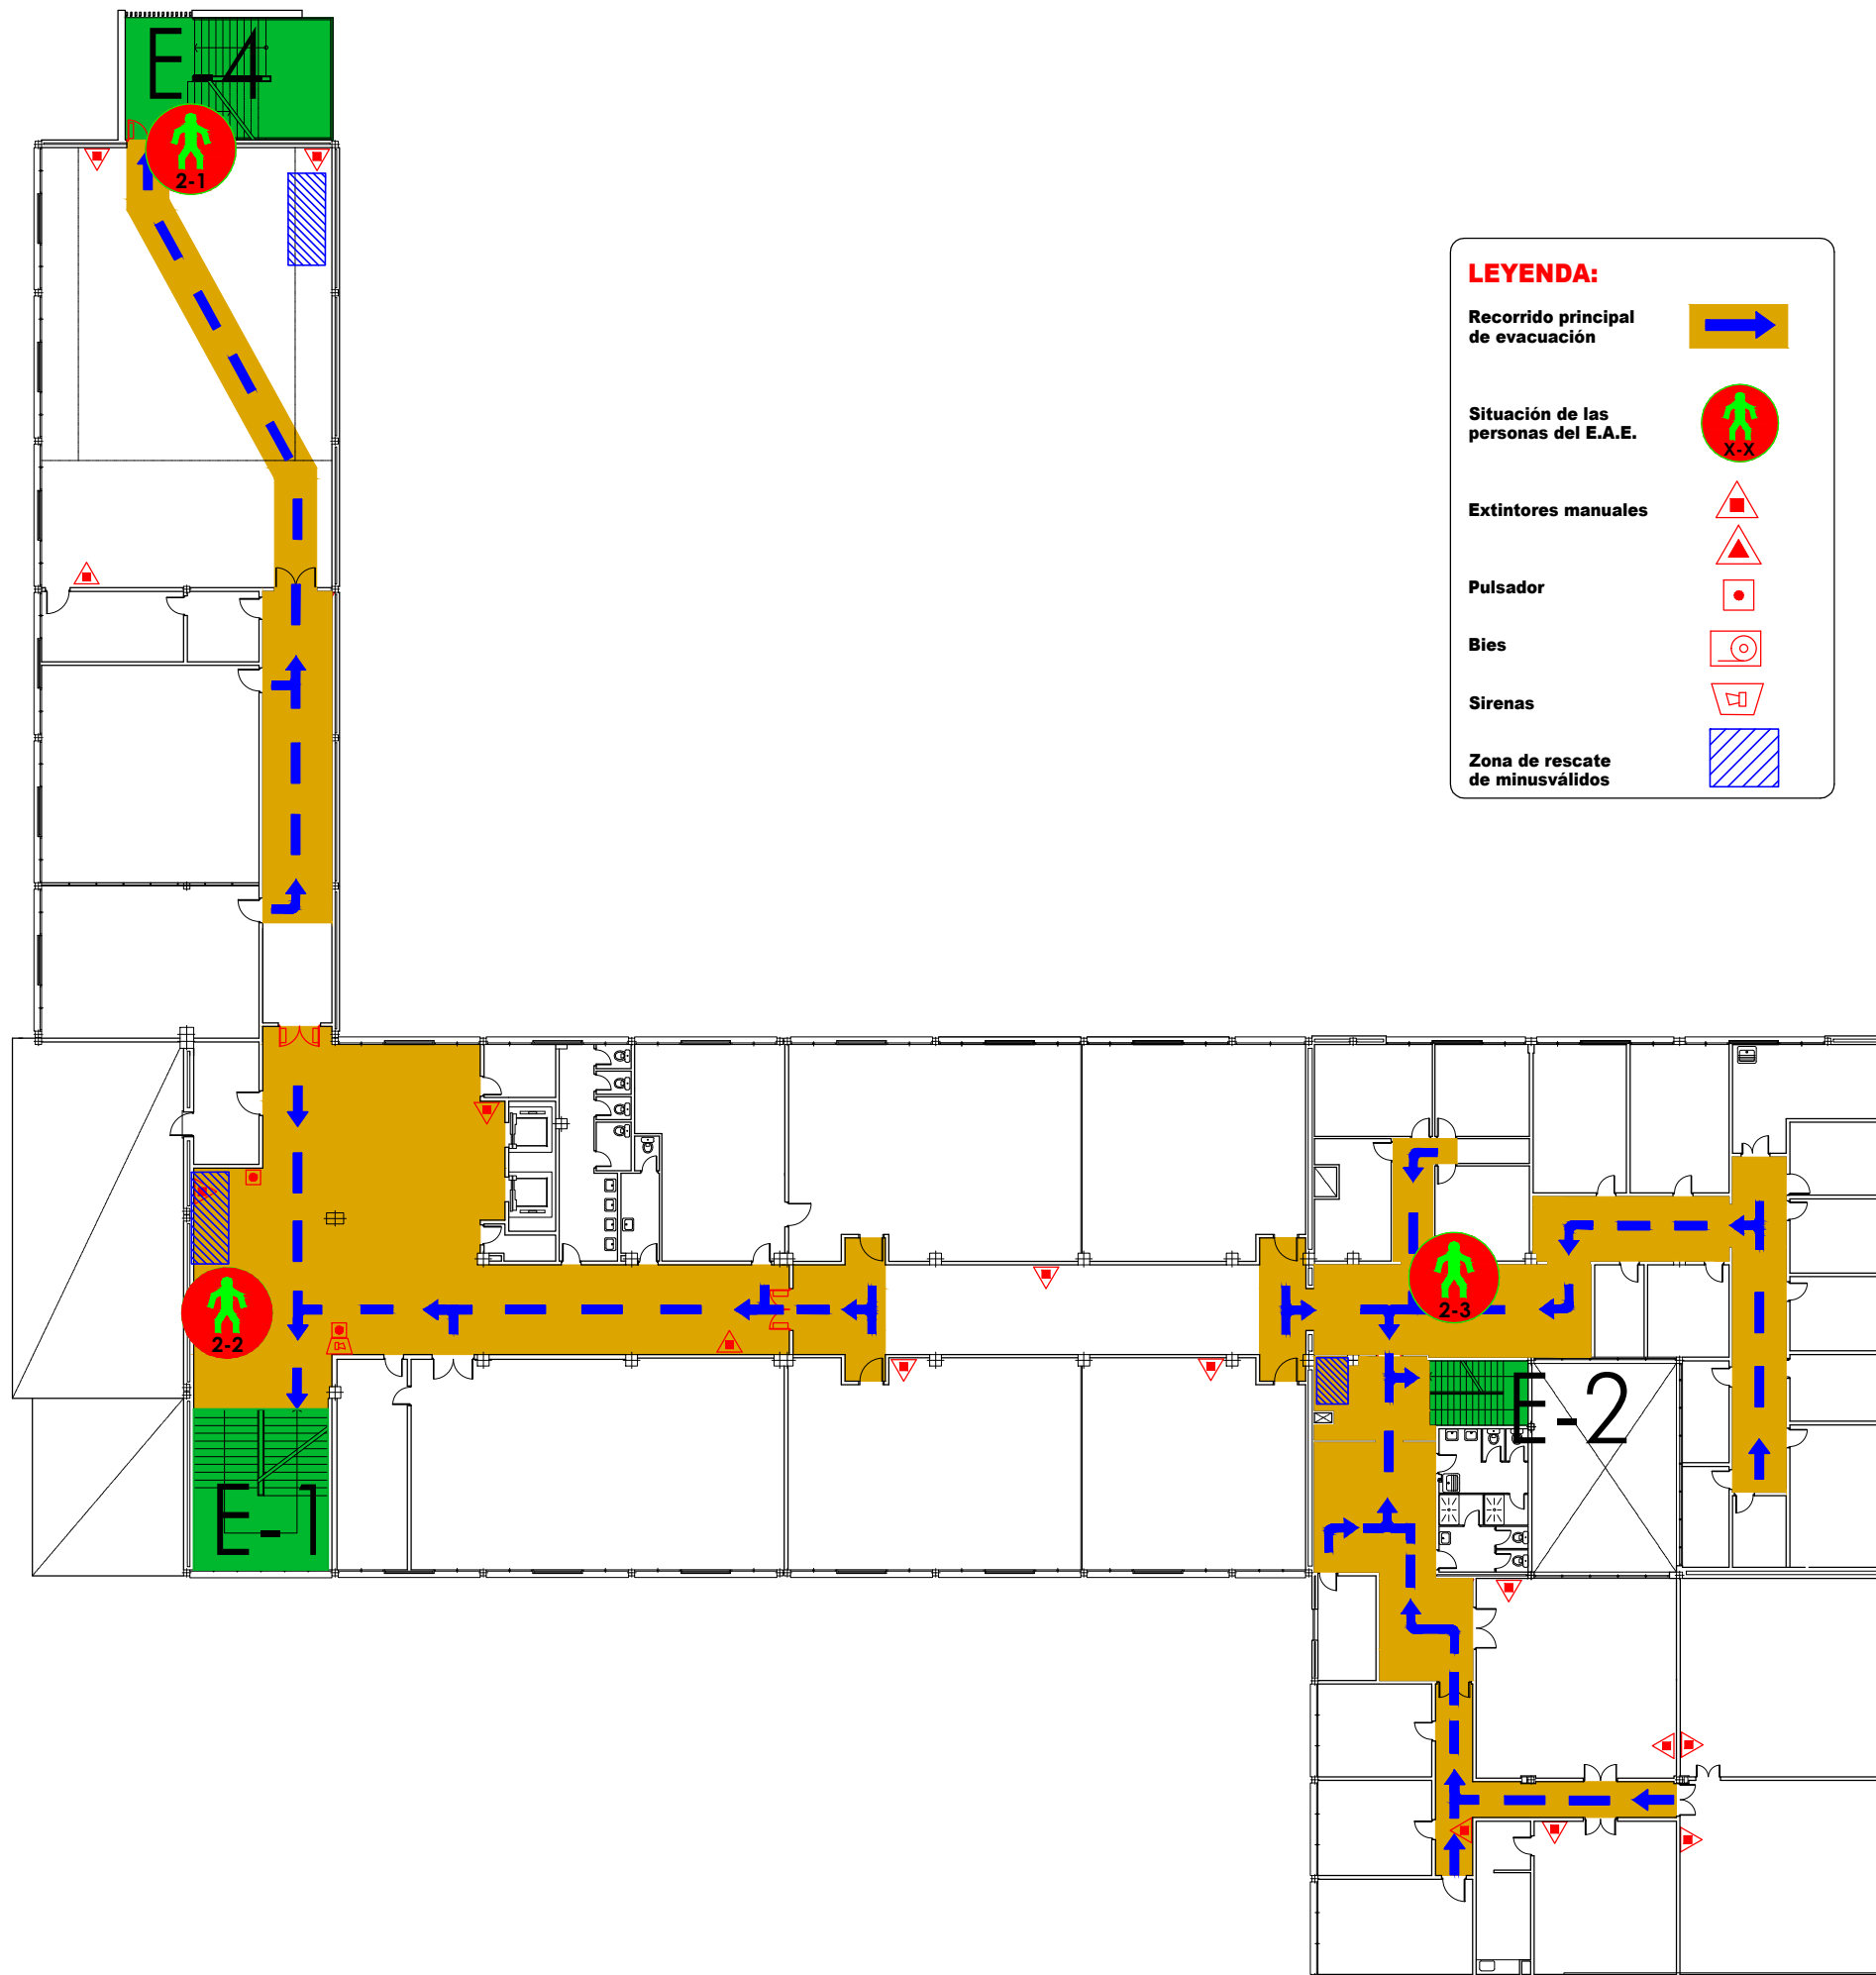 E-4
2-1
LEYENDA:
Recorrido principal
de evacuación
Situación de las
personas del E.A.E.
X-X
Extintores manuales
Pulsador
Bies
Sirenas
Zona de rescate
de minusválidos
2-2
2-3
E-2
E-1